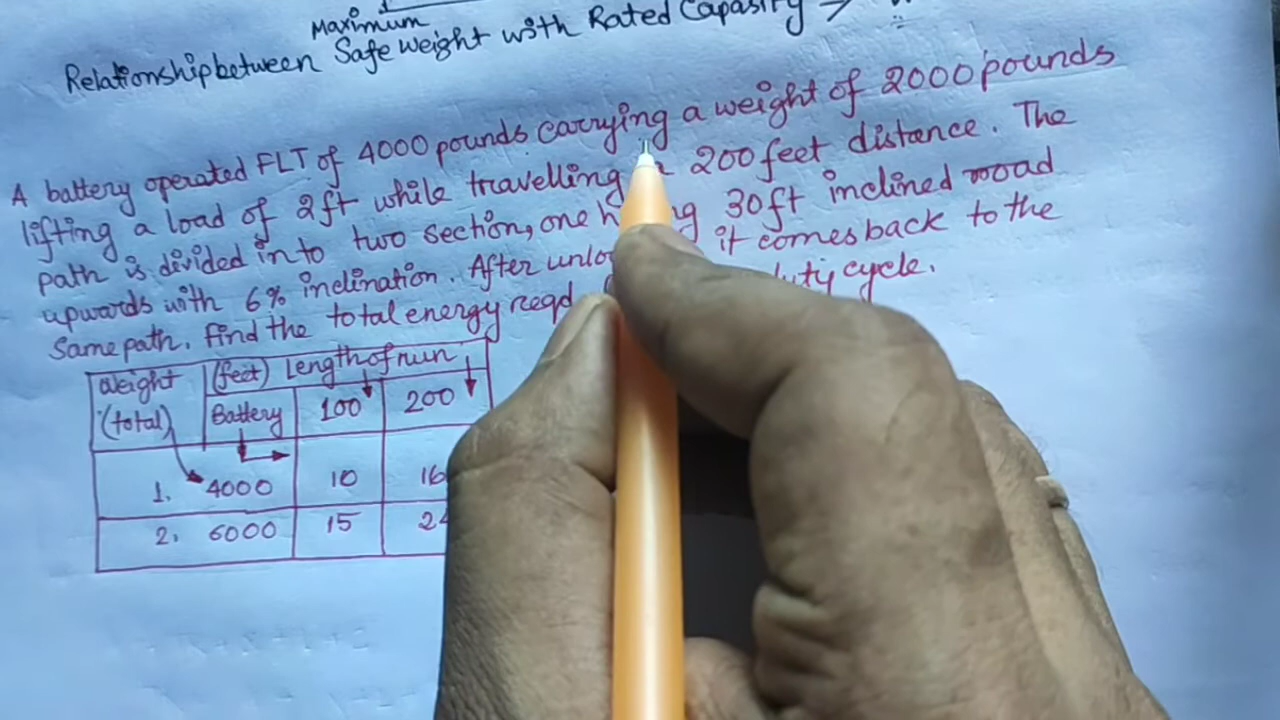 Maximum
Relationship between Safe Weight with Rated Capasity →
A battery operated FLT of 4000 pounds carrying a weight of 2000 pounds
lifting a load of 2ft while travelling 200 feet distance. The
path is divided into two section, one 30ft inclined road
upwards with 6% inclination. After it comes back to the
Same path. find the total energy reqd cycle.
Weight (total) (feet) Length of run
Battery 100 200
1. 4000 10 16
2. 6000 15